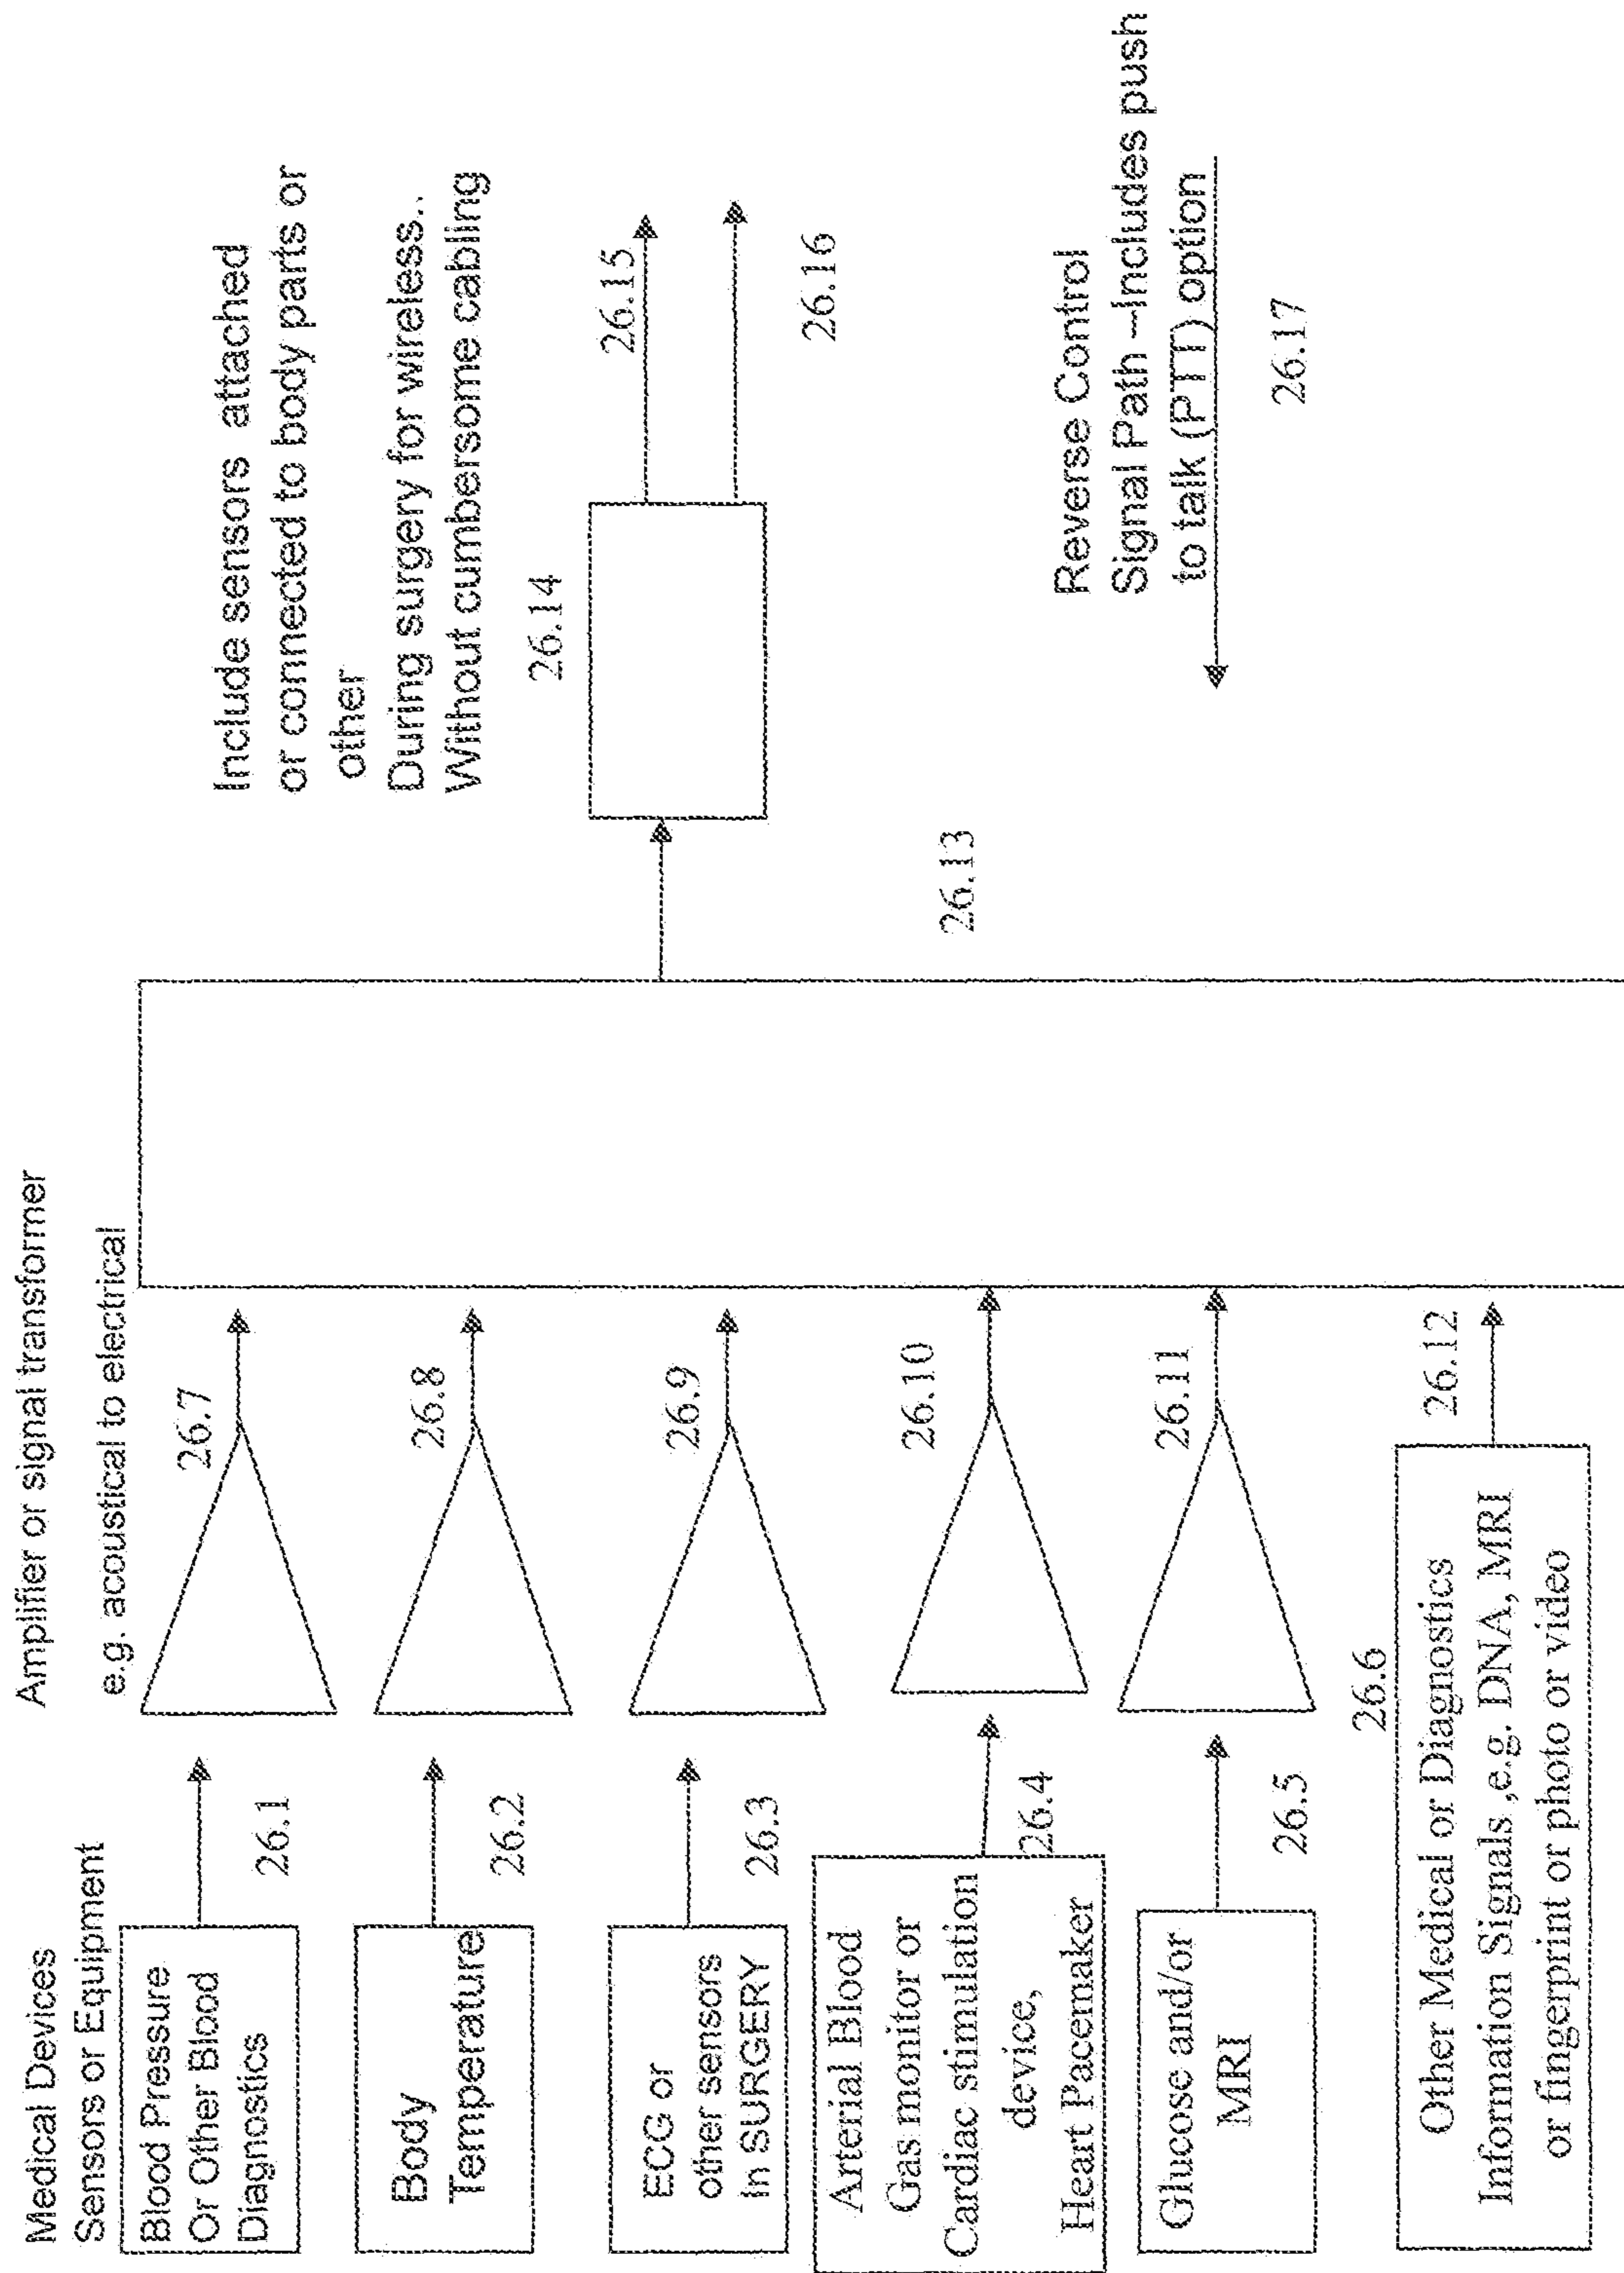 Medical Devices
Sensors or Equipment
Amplifier or signal transformer
e.g. acoustical to electrical
Blood Pressure
Or Other Blood
Diagnostics
26.1
26.7
Body
Temperature
26.2
26.8
ECG or
other sensors
In SURGERY
26.3
26.9
Arterial Blood
Gas monitor or
Cardiac stimulation
device,
Heart Pacemaker
26.4
26.10
Glucose and/or
MRI
26.5
26.11
26.6
Other Medical or Diagnostics
Information Signals ,e.g. DNA, MRI
or fingerprint or photo or video
26.12
26.13
Include sensors attached
or connected to body parts or
other
During surgery for wireless..
Without cumbersome cabling
26.14
26.15
26.16
Reverse Control
Signal Path –Includes push
to talk (PTT) option
26.17